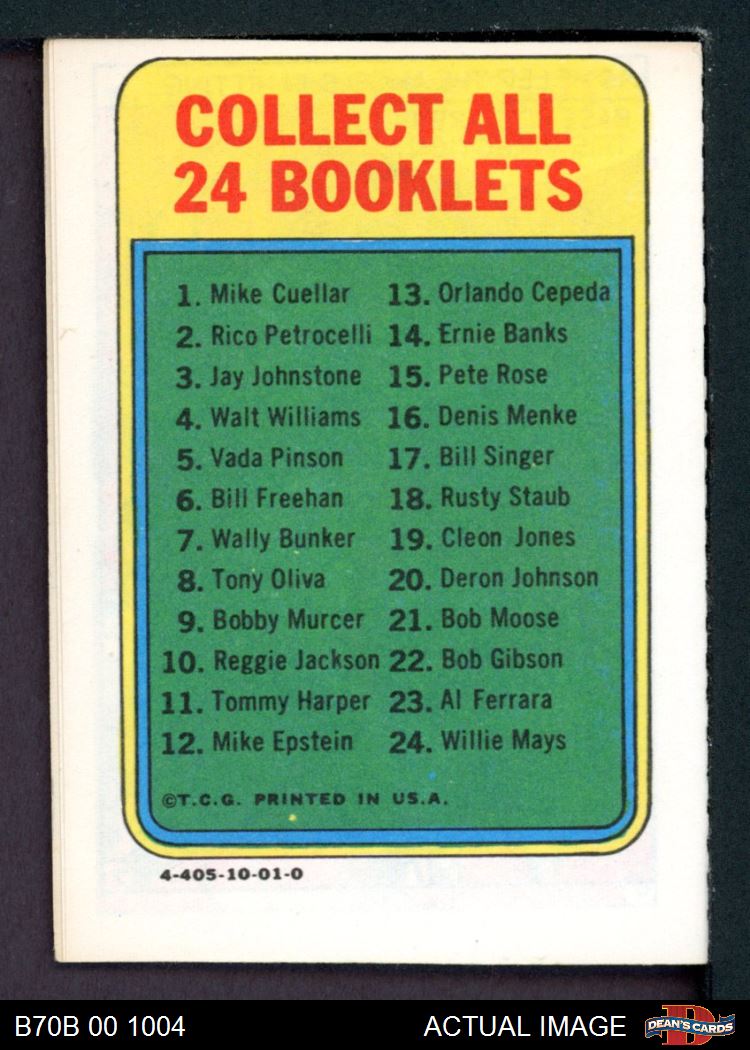 COLLECT ALL
24 BOOKLETS
1. Mike Cuellar
2. Rico Petrocelli
3. Jay Johnstone
4. Walt Williams
5. Vada Pinson
6. Bill Freehan
7. Wally Bunker
8. Tony Oliva
9. Bobby Murcer
10. Reggie Jackson
11. Tommy Harper
12. Mike Epstein
13. Orlando Cepeda
14. Ernie Banks
15. Pete Rose
16. Denis Menke
17. Bill Singer
18. Rusty Staub
19. Cleon Jones
20. Deron Johnson
21. Bob Moose
22. Bob Gibson
23. Al Ferrara
24. Willie Mays
©T.C.G. PRINTED IN U.S.A.
4-405-10-01-0
B70B 00 1004
ACTUAL IMAGE
D
DEAN'S CARDS